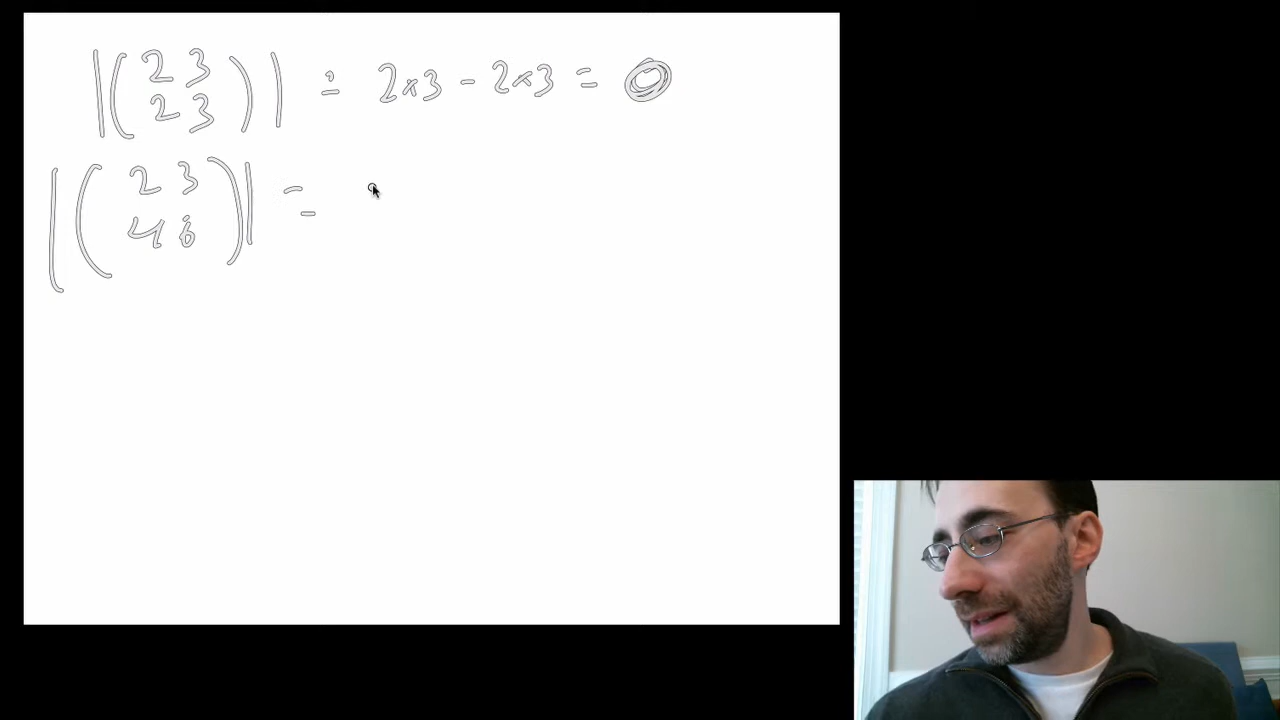 |( 2 3 )| = 2×3 - 2×3 = 0
2 3
|( 2 3 )| =
4 6